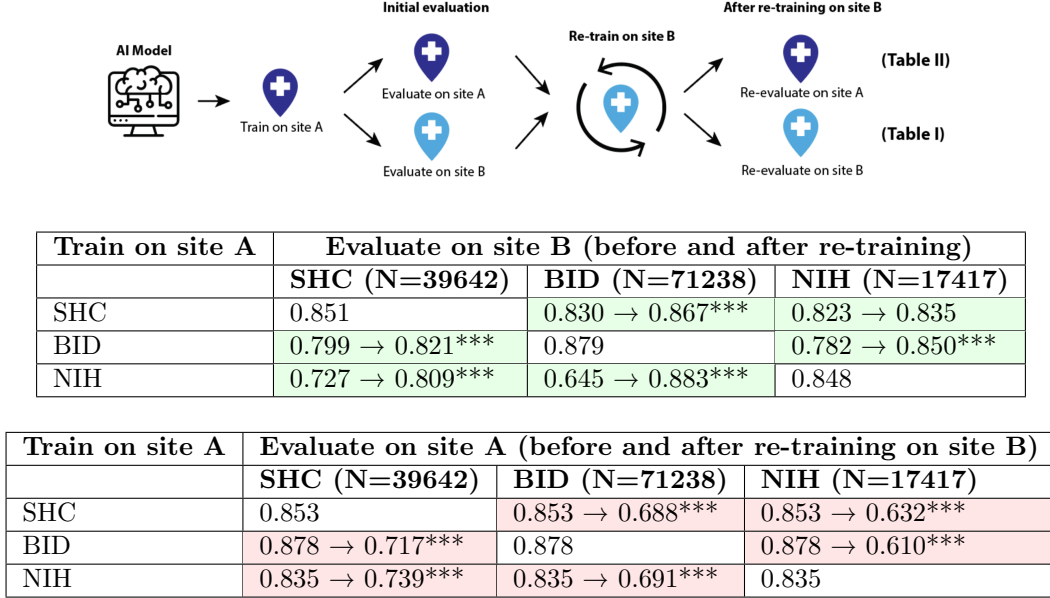 Initial evaluation
After re-training on site B
AI Model
Re-train on site B
(Table II)
Evaluate on site A
Re-evaluate on site A
Train on site A
(Table I)
Evaluate on site B
Re-evaluate on site B
Train on site A Evaluate on site B (before and after re-training)
SHC (N=39642) BID (N=71238) NIH (N=17417)
SHC 0.851 0.830 → 0.867*** 0.823 → 0.835
BID 0.799 → 0.821*** 0.879 0.782 → 0.850***
NIH 0.727 → 0.809*** 0.645 → 0.883*** 0.848
Train on site A Evaluate on site A (before and after re-training on site B)
SHC (N=39642) BID (N=71238) NIH (N=17417)
SHC 0.853 0.853 → 0.688*** 0.853 → 0.632***
BID 0.878 → 0.717*** 0.878 0.878 → 0.610***
NIH 0.835 → 0.739*** 0.835 → 0.691*** 0.835